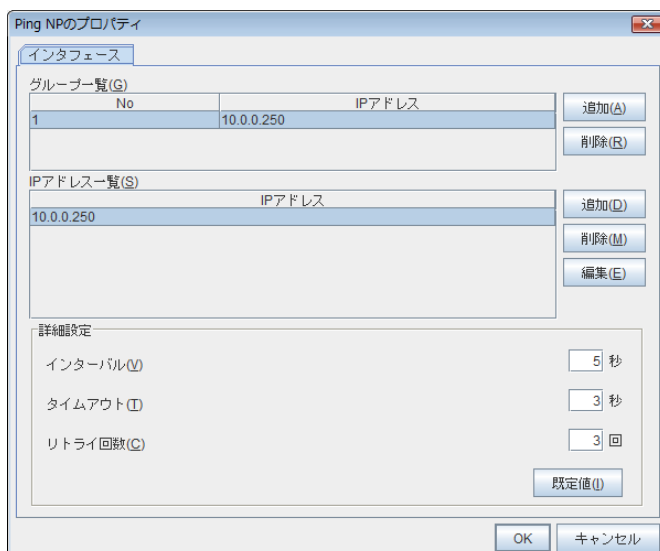 Ping NPのプロパティ
インタフェース
グループ一覧(G)
No IPアドレス
1 10.0.0.250
追加(A)
削除(R)
IPアドレス一覧(S)
IPアドレス
10.0.0.250
追加(D)
削除(M)
編集(E)
詳細設定
インターバル(V) 5 秒
タイムアウト(T) 3 秒
リトライ回数(C) 3 回
既定値(I)
OK キャンセル